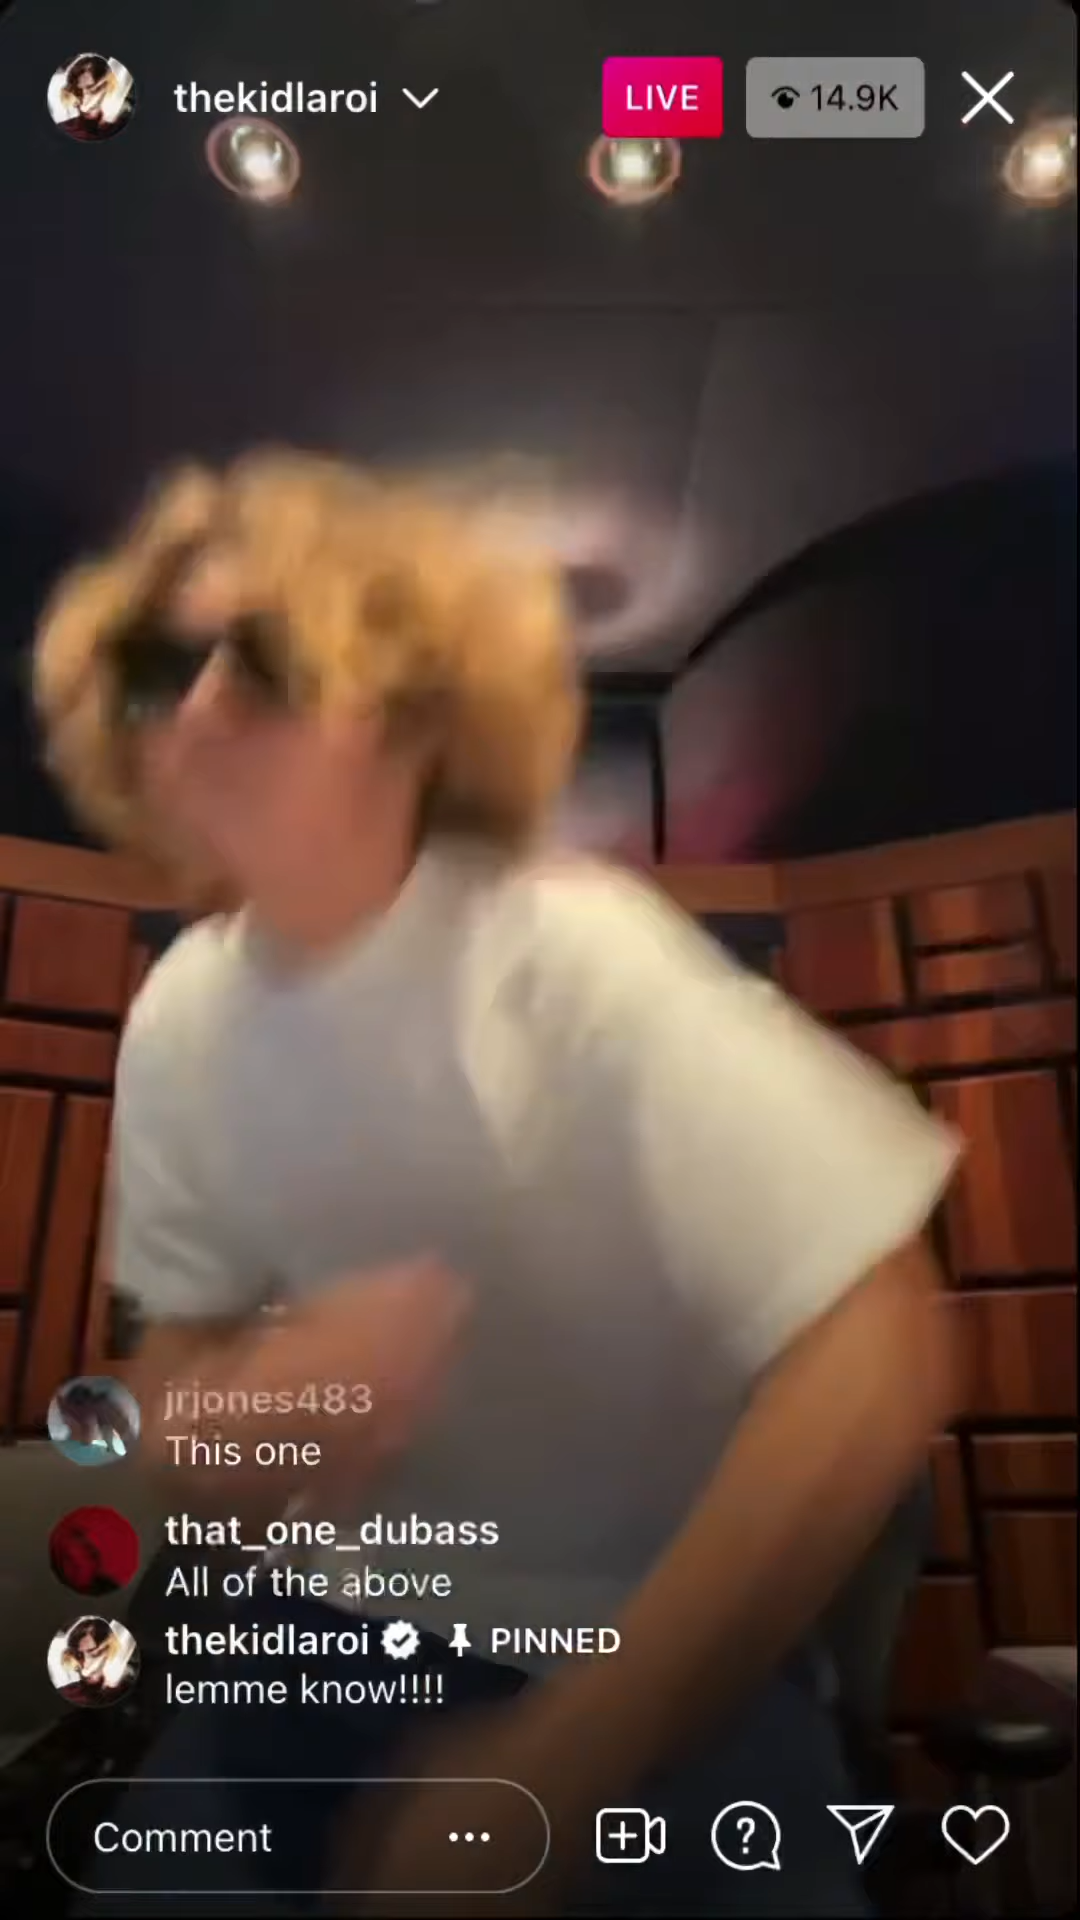 thekidlaroi
LIVE
14.9K
jrjones483
This one
that_one_dubass
All of the above
thekidlaroi PINNED
lemme know!!!!
Comment